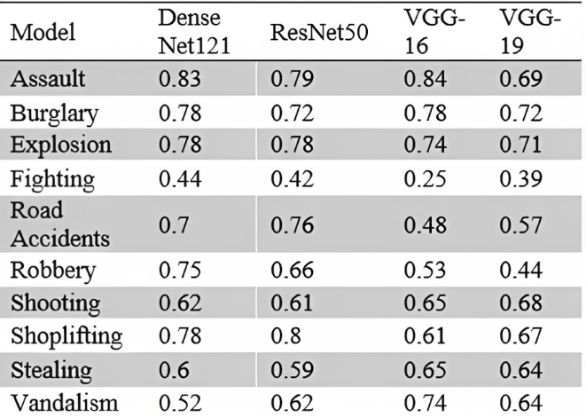 Model Dense Net121 ResNet50 VGG-16 VGG-19
Assault 0.83 0.79 0.84 0.69
Burglary 0.78 0.72 0.78 0.72
Explosion 0.78 0.78 0.74 0.71
Fighting 0.44 0.42 0.25 0.39
Road Accidents 0.7 0.76 0.48 0.57
Robbery 0.75 0.66 0.53 0.44
Shooting 0.62 0.61 0.65 0.68
Shoplifting 0.78 0.8 0.61 0.67
Stealing 0.6 0.59 0.65 0.64
Vandalism 0.52 0.62 0.74 0.64